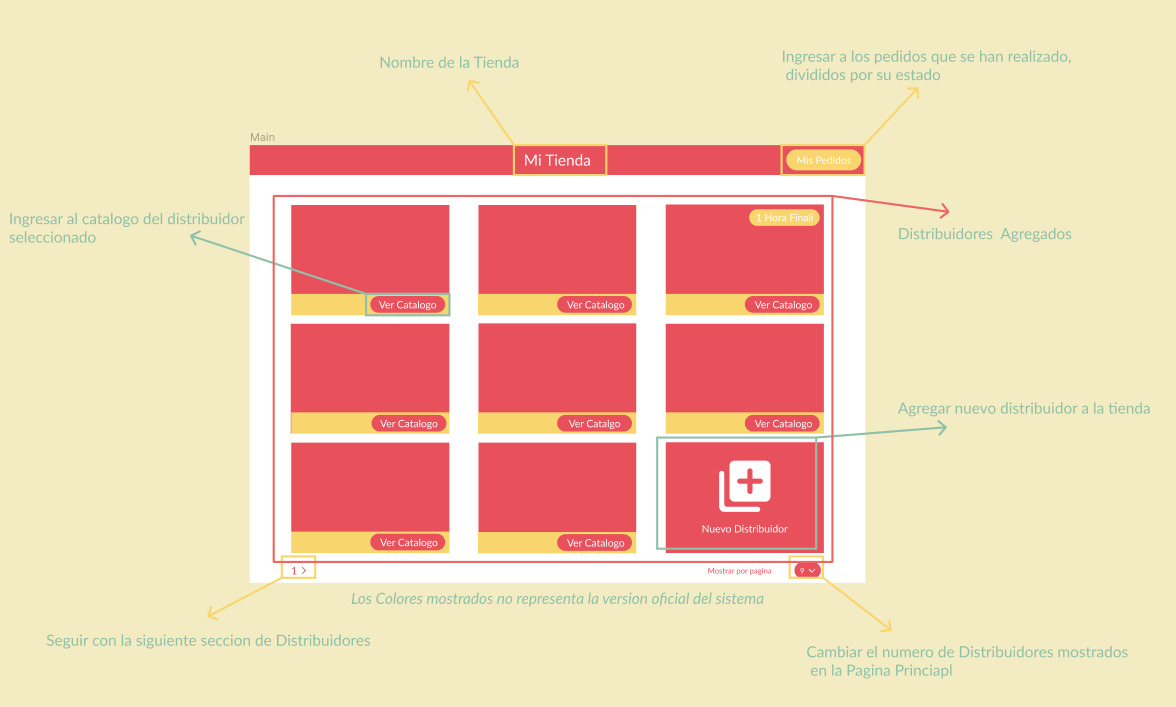 Nombre de la Tienda
Ingresar a los pedidos que se han realizado,
divididos por su estado
Main
Mi Tienda
Mis Pedidos
Ingresar al catalogo del distribuidor
seleccionado
1 Hora Finali
Distribuidores Agregados
Ver Catalogo
Ver Catalogo
Ver Catalogo
Agregar nuevo distribuidor a la tienda
Ver Catalogo
Ver Catalgo
Ver Catalogo
Nuevo Distribuidor
Ver Catalogo
Ver Catalogo
1 >
Mostrar por pagina
9
Los Colores mostrados no representa la version oficial del sistema
Seguir con la siguiente seccion de Distribuidores
Cambiar el numero de Distribuidores mostrados
en la Pagina Princiapl